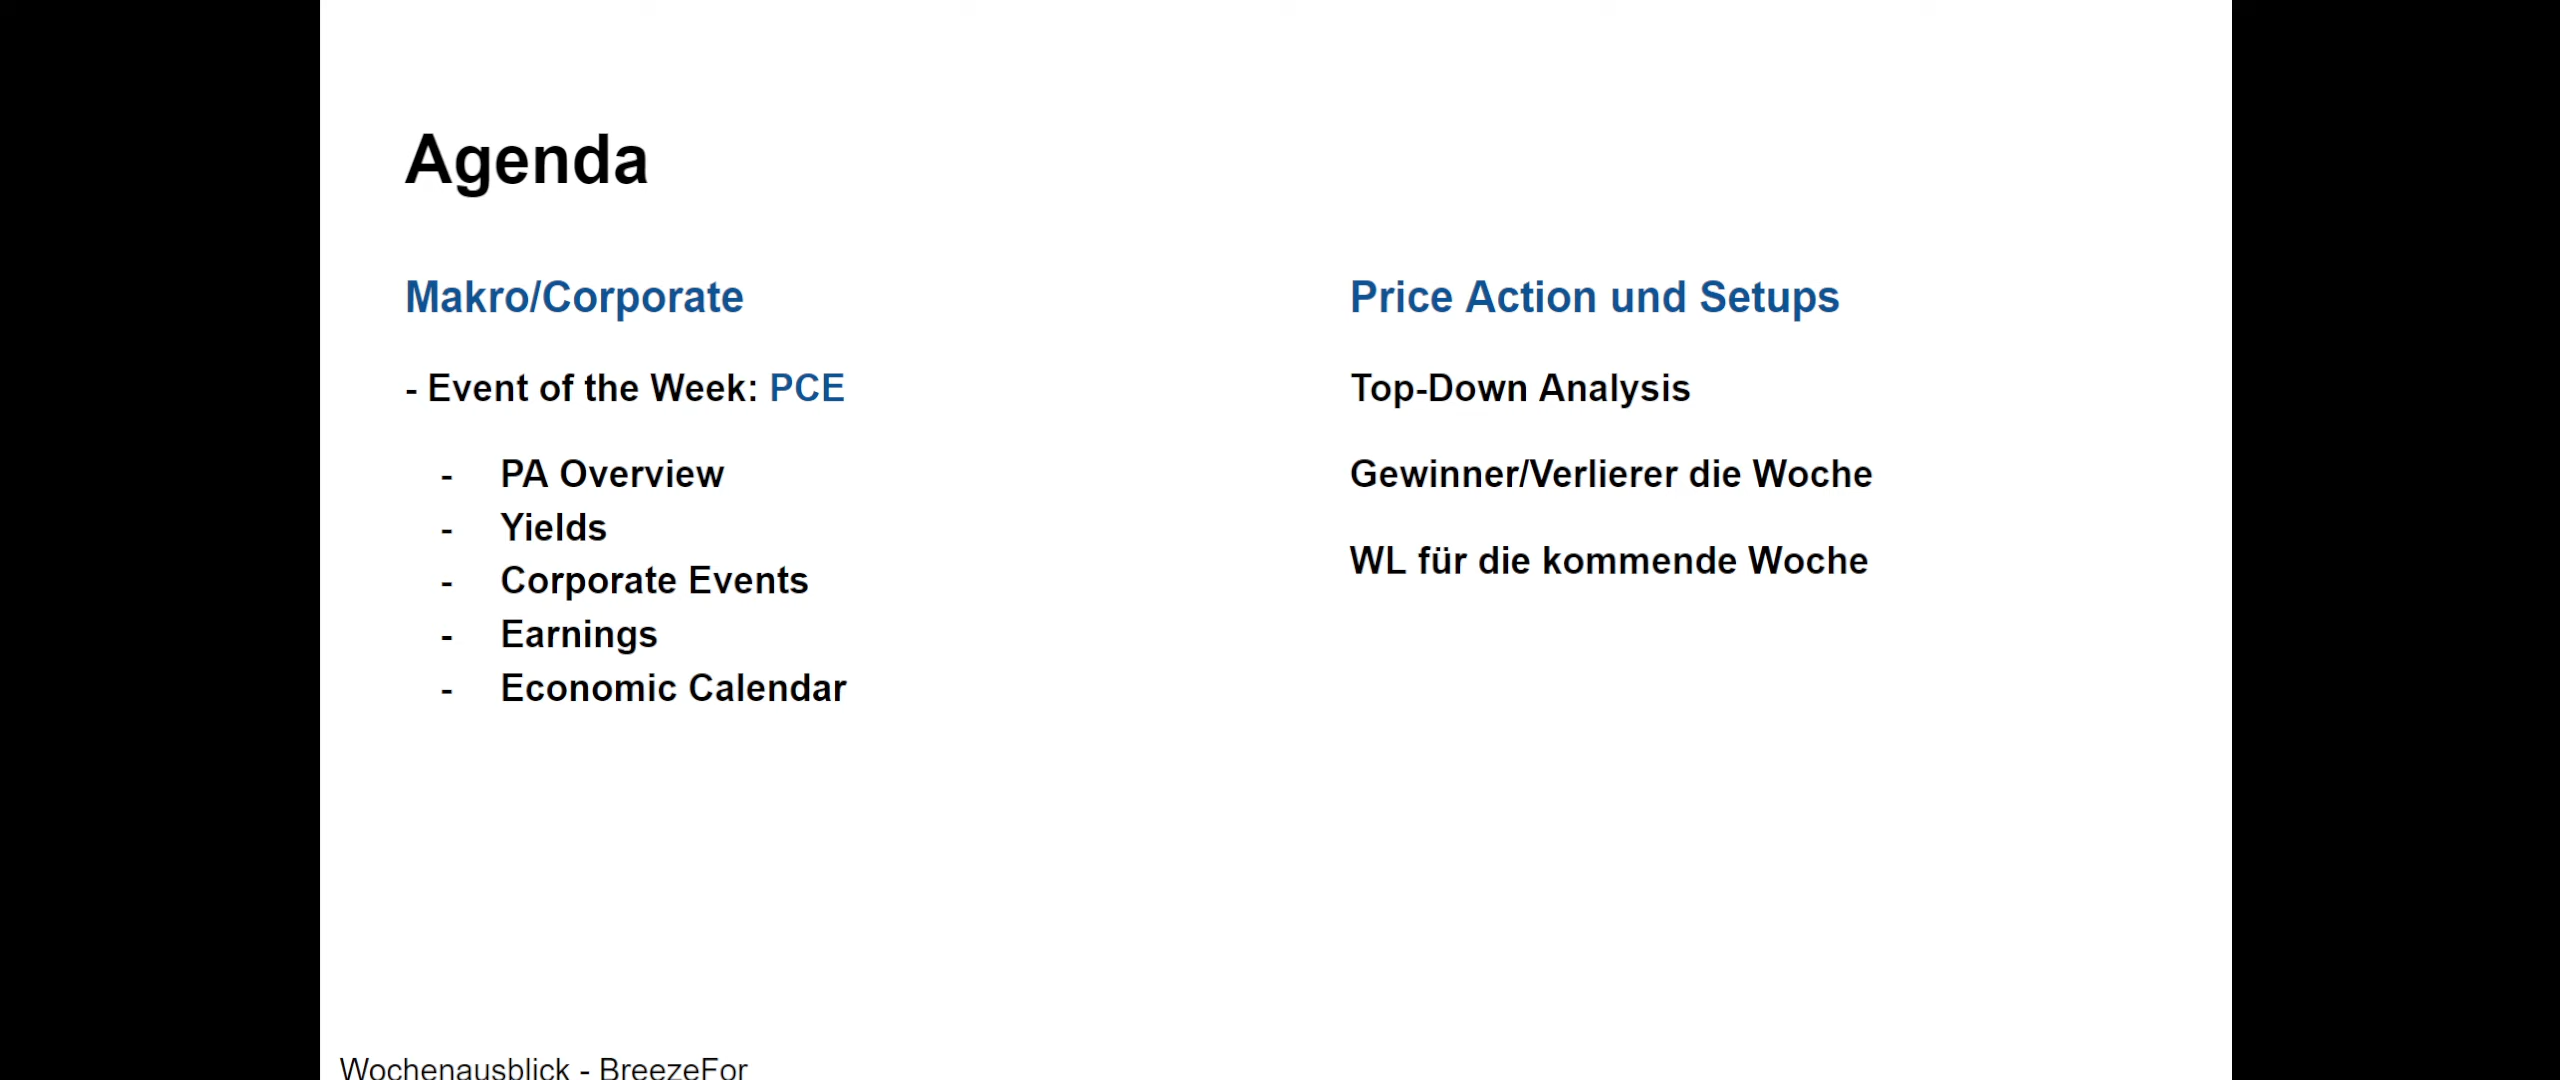 Agenda
Makro/Corporate
- Event of the Week: PCE
- PA Overview
- Yields
- Corporate Events
- Earnings
- Economic Calendar
Price Action und Setups
Top-Down Analysis
Gewinner/Verlierer die Woche
WL für die kommende Woche
Wochenausblick - BreezeFor